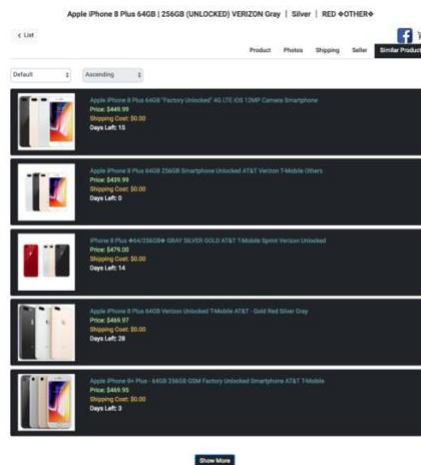 Apple iPhone 8 Plus 64GB | 256GB (UNLOCKED) VERIZON Gray | Silver | RED ❖OTHER❖
< List
Product Photos Shipping Seller Similar Product
Default Ascending
Apple iPhone 8 Plus 64GB "Factory Unlocked" 4G LTE iOS 12MP Camera Smartphone
Price: $449.99
Shipping Cost: $0.00
Days Left: 15
Apple iPhone 8 Plus 64GB 256GB Smartphone Unlocked AT&T Verizon T-Mobile Others
Price: $439.99
Shipping Cost: $0.00
Days Left: 0
iPhone 8 Plus ❖64/256GB❖ GRAY SILVER GOLD AT&T T-Mobile Sprint Verizon Unlocked
Price: $479.00
Shipping Cost: $0.00
Days Left: 14
Apple iPhone 8 Plus 64GB Verizon Unlocked T-Mobile AT&T - Gold Red Silver Gray
Price: $469.97
Shipping Cost: $0.00
Days Left: 28
Apple iPhone 8+ Plus - 64GB 256GB GSM Factory Unlocked Smartphone AT&T T-Mobile
Price: $469.95
Shipping Cost: $0.00
Days Left: 3
Show More